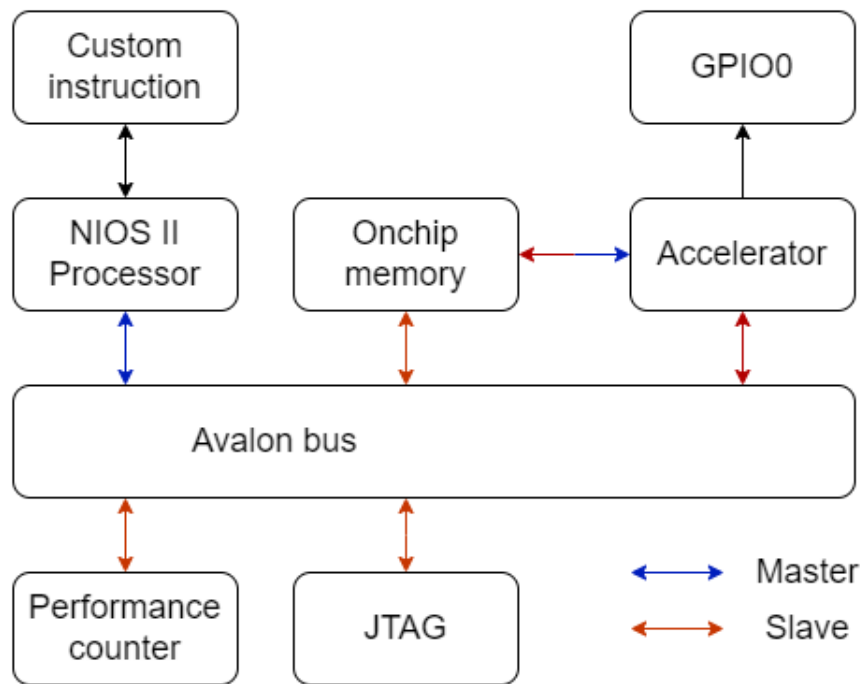 Custom
instruction
GPIO0
NIOS II
Processor
Onchip
memory
Accelerator
Avalon bus
Performance
counter
JTAG
Master
Slave